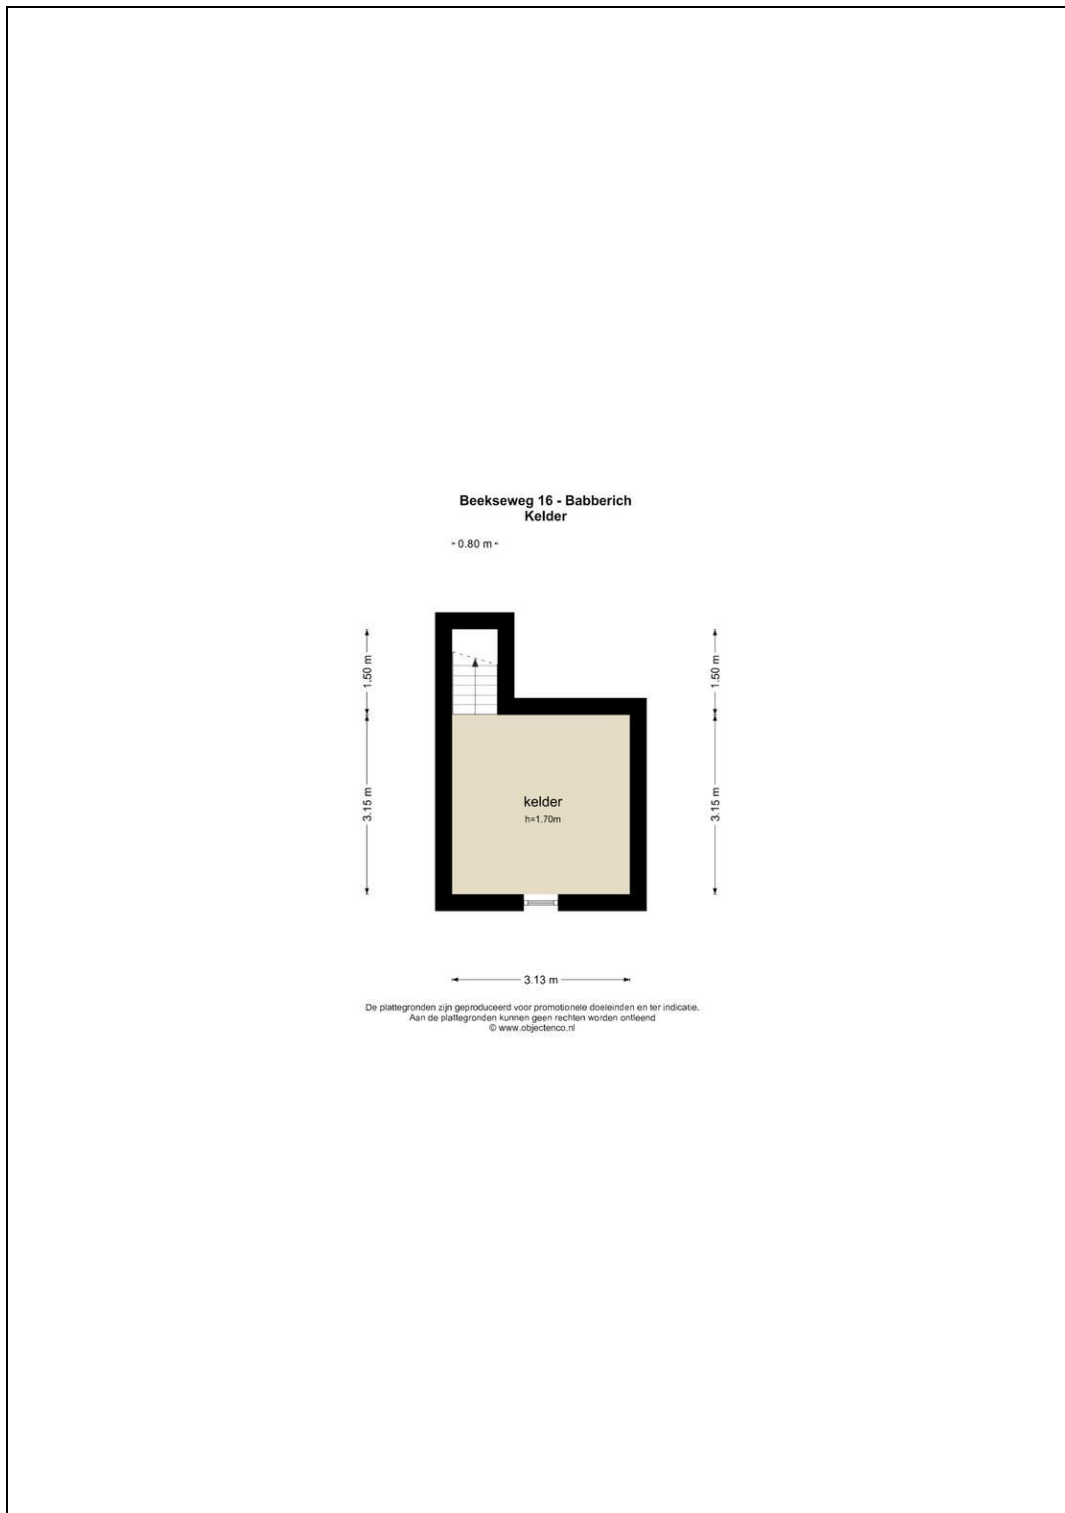 Beekseweg 16 - Babberich
Kelder
0.80 m
1.50 m
1.50 m
3.15 m
3.15 m
kelder
h=1.70m
3.13 m
De plattegronden zijn geproduceerd voor promotionele doeleinden en ter indicatie.
Aan de plattegronden kunnen geen rechten worden ontleend
© www.objectenco.nl